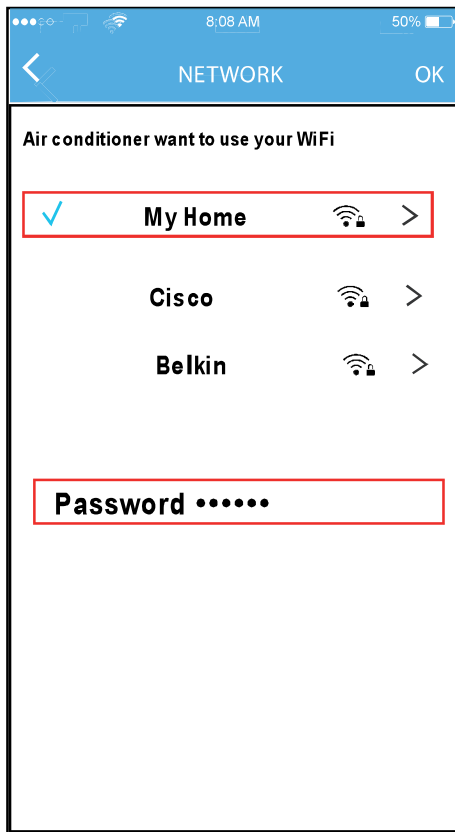 8:08 AM 50%
NETWORK OK
Air conditioner want to use your WiFi
My Home
Cisco
Belkin
Password ••••••